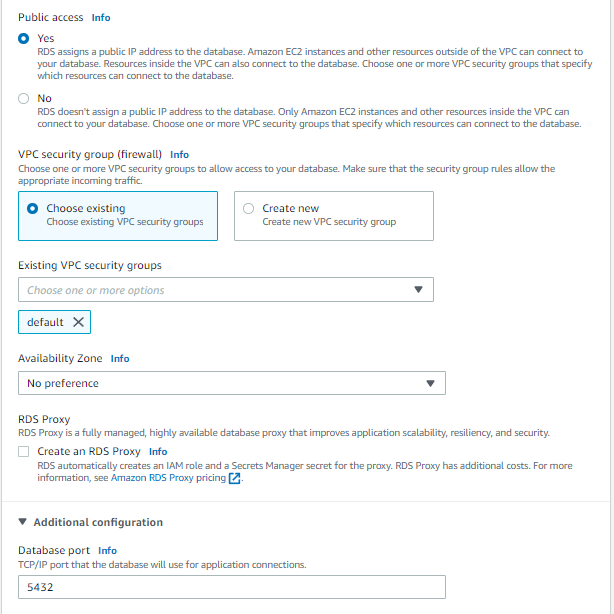 Public access Info
Yes
RDS assigns a public IP address to the database. Amazon EC2 instances and other resources outside of the VPC can connect to
your database. Resources inside the VPC can also connect to the database. Choose one or more VPC security groups that specify
which resources can connect to the database.
No
RDS doesn't assign a public IP address to the database. Only Amazon EC2 instances and other resources inside the VPC can
connect to your database. Choose one or more VPC security groups that specify which resources can connect to the database.
VPC security group (firewall) Info
Choose one or more VPC security groups to allow access to your database. Make sure that the security group rules allow the
appropriate incoming traffic.
Choose existing
Choose existing VPC security groups
Create new
Create new VPC security group
Existing VPC security groups
Choose one or more options
default
Availability Zone Info
No preference
RDS Proxy
RDS Proxy is a fully managed, highly available database proxy that improves application scalability, resiliency, and security.
Create an RDS Proxy Info
RDS automatically creates an IAM role and a Secrets Manager secret for the proxy. RDS Proxy has additional costs. For more
information, see Amazon RDS Proxy pricing.
Additional configuration
Database port Info
TCP/IP port that the database will use for application connections.
5432